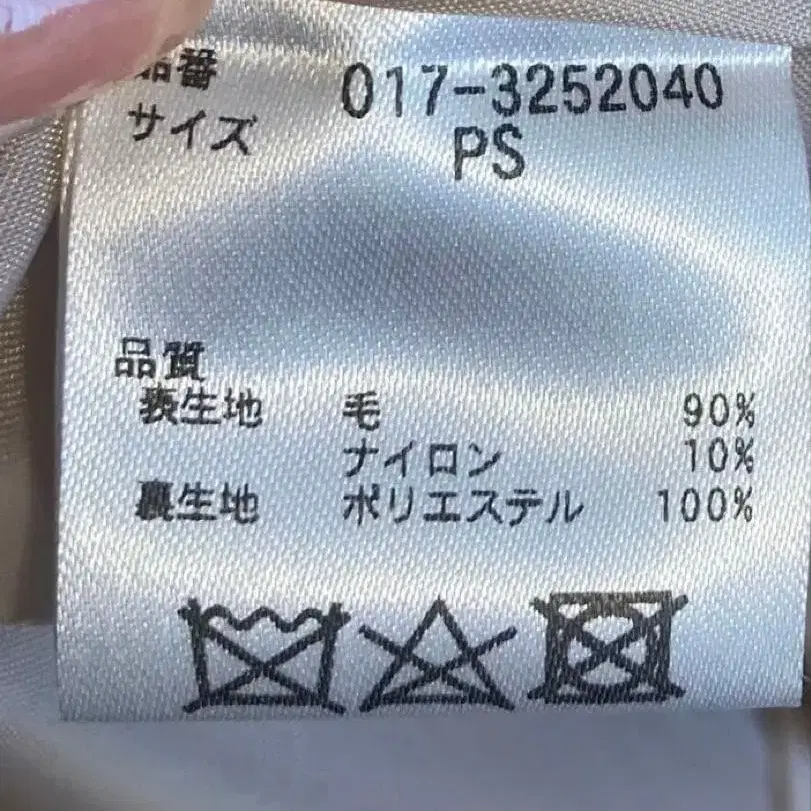 品番 017-3252040
サイズ PS
品質
表生地 毛 90%
ナイロン 10%
裏生地 ポリエステル 100%